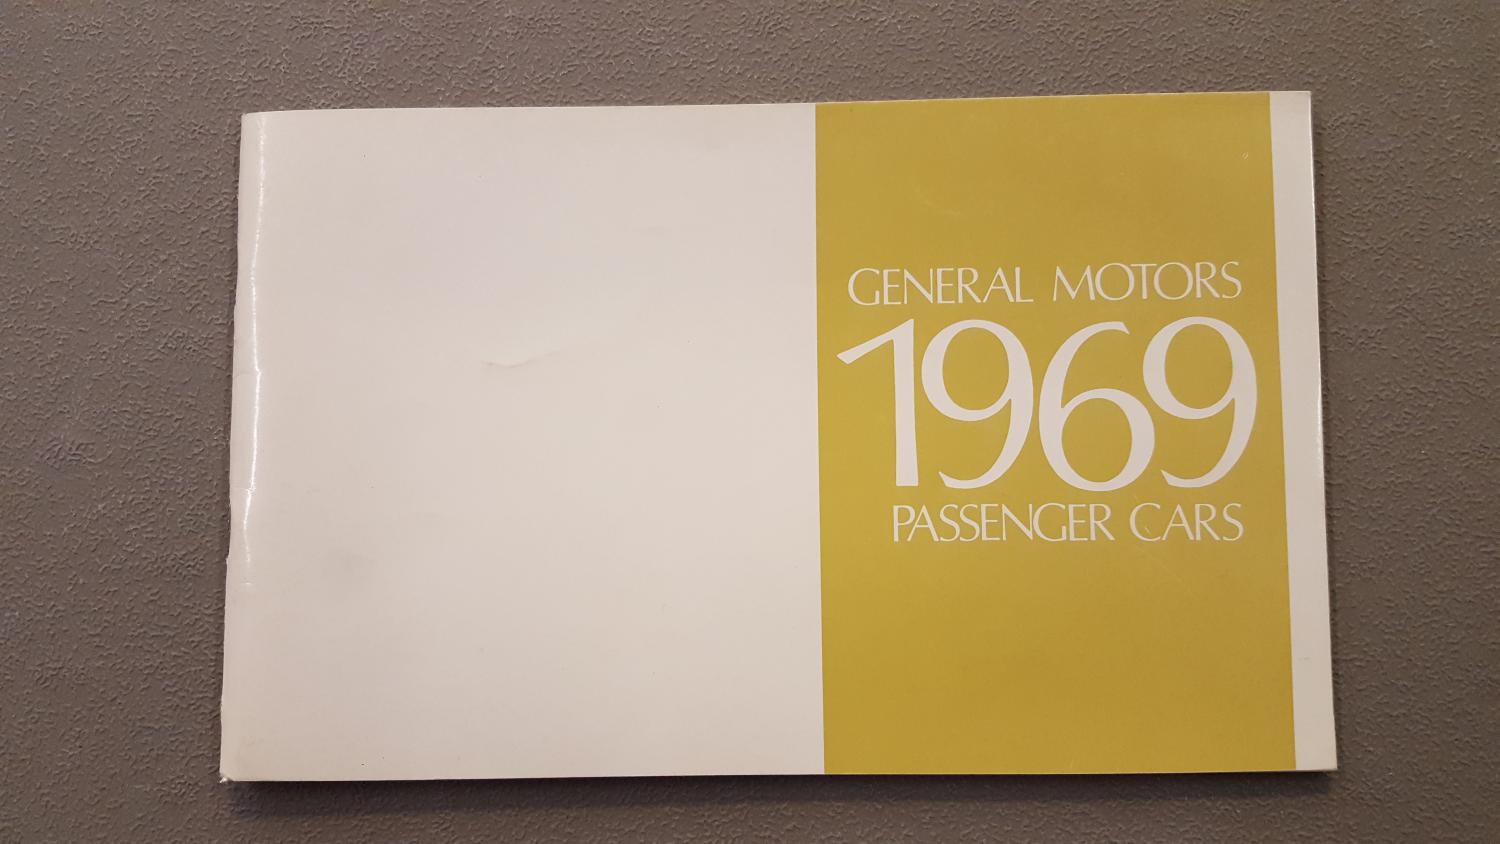 GENERAL MOTORS
1969
PASSENGER CARS